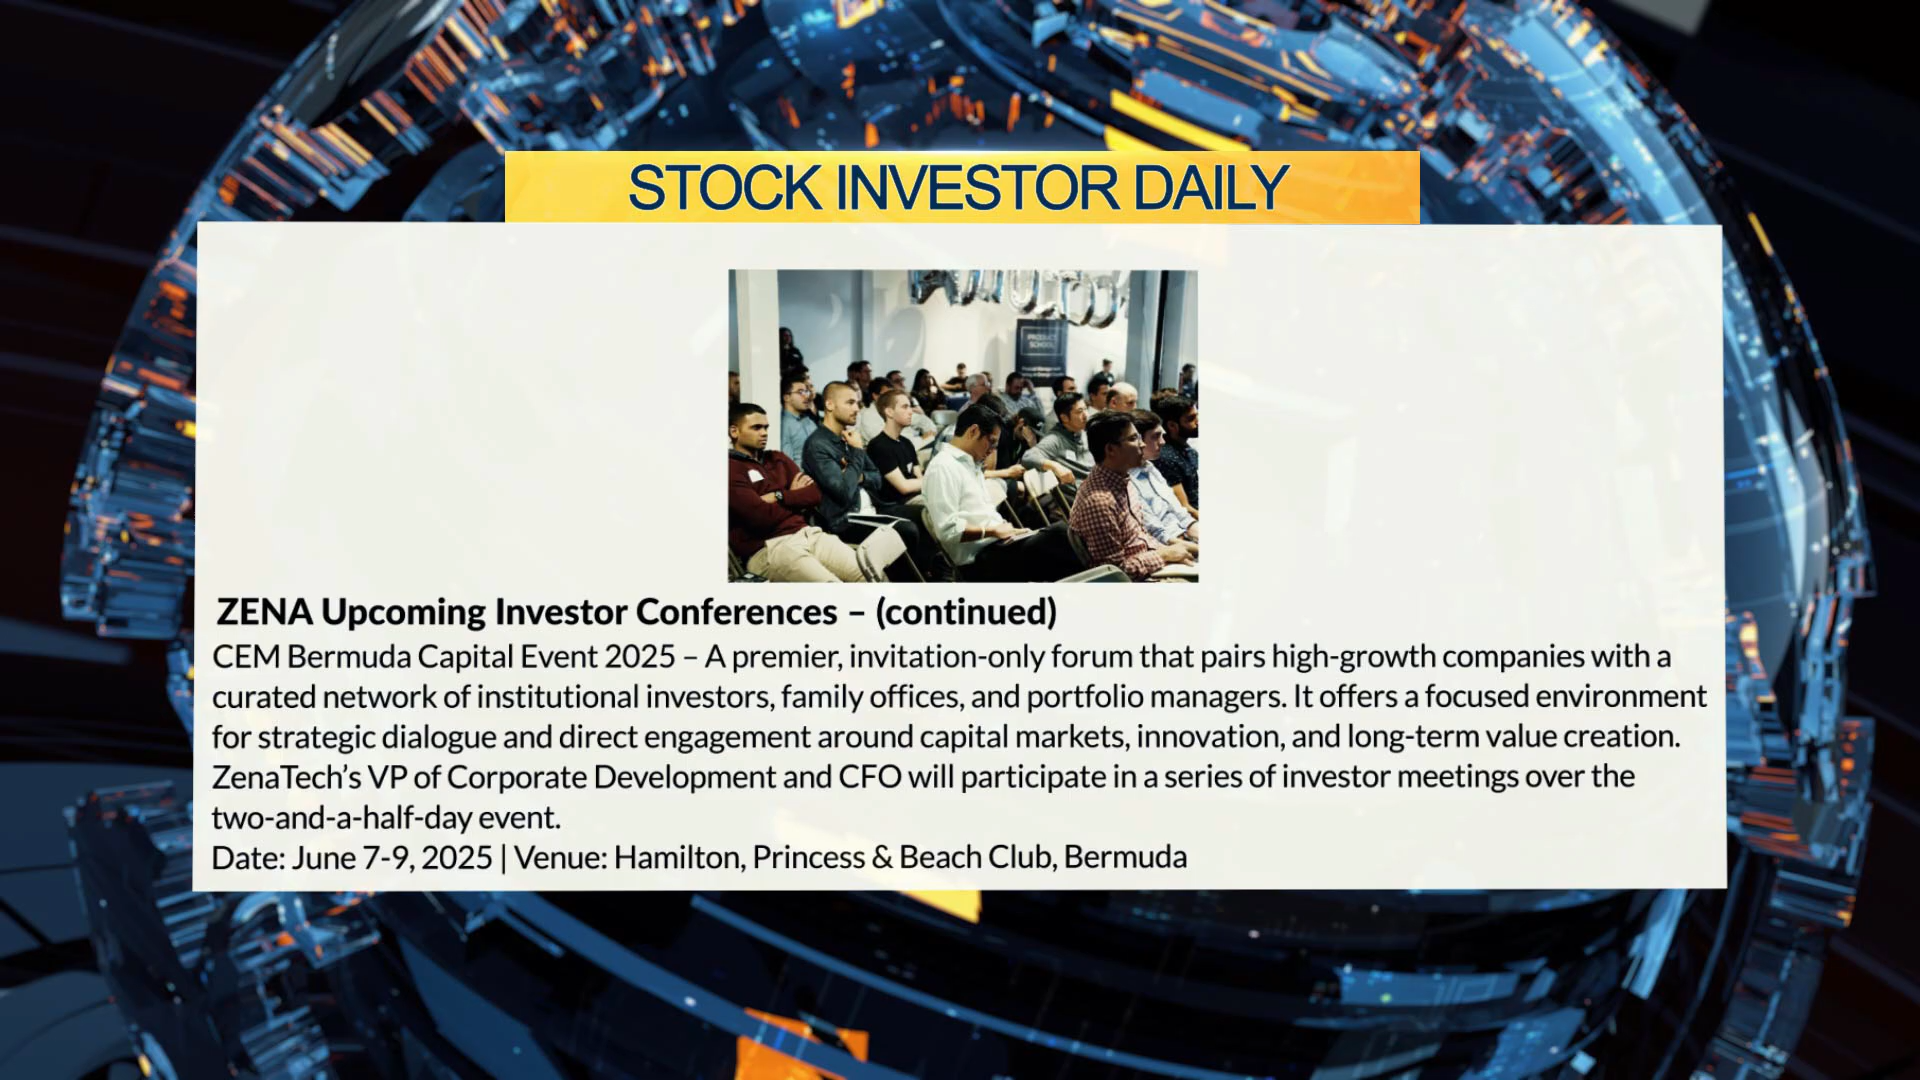 STOCK INVESTOR DAILY
PRODUCT
SCHOOL
ZENA Upcoming Investor Conferences – (continued)
CEM Bermuda Capital Event 2025 – A premier, invitation-only forum that pairs high-growth companies with a
curated network of institutional investors, family offices, and portfolio managers. It offers a focused environment
for strategic dialogue and direct engagement around capital markets, innovation, and long-term value creation.
ZenaTech’s VP of Corporate Development and CFO will participate in a series of investor meetings over the
two-and-a-half-day event.
Date: June 7-9, 2025 | Venue: Hamilton, Princess & Beach Club, Bermuda